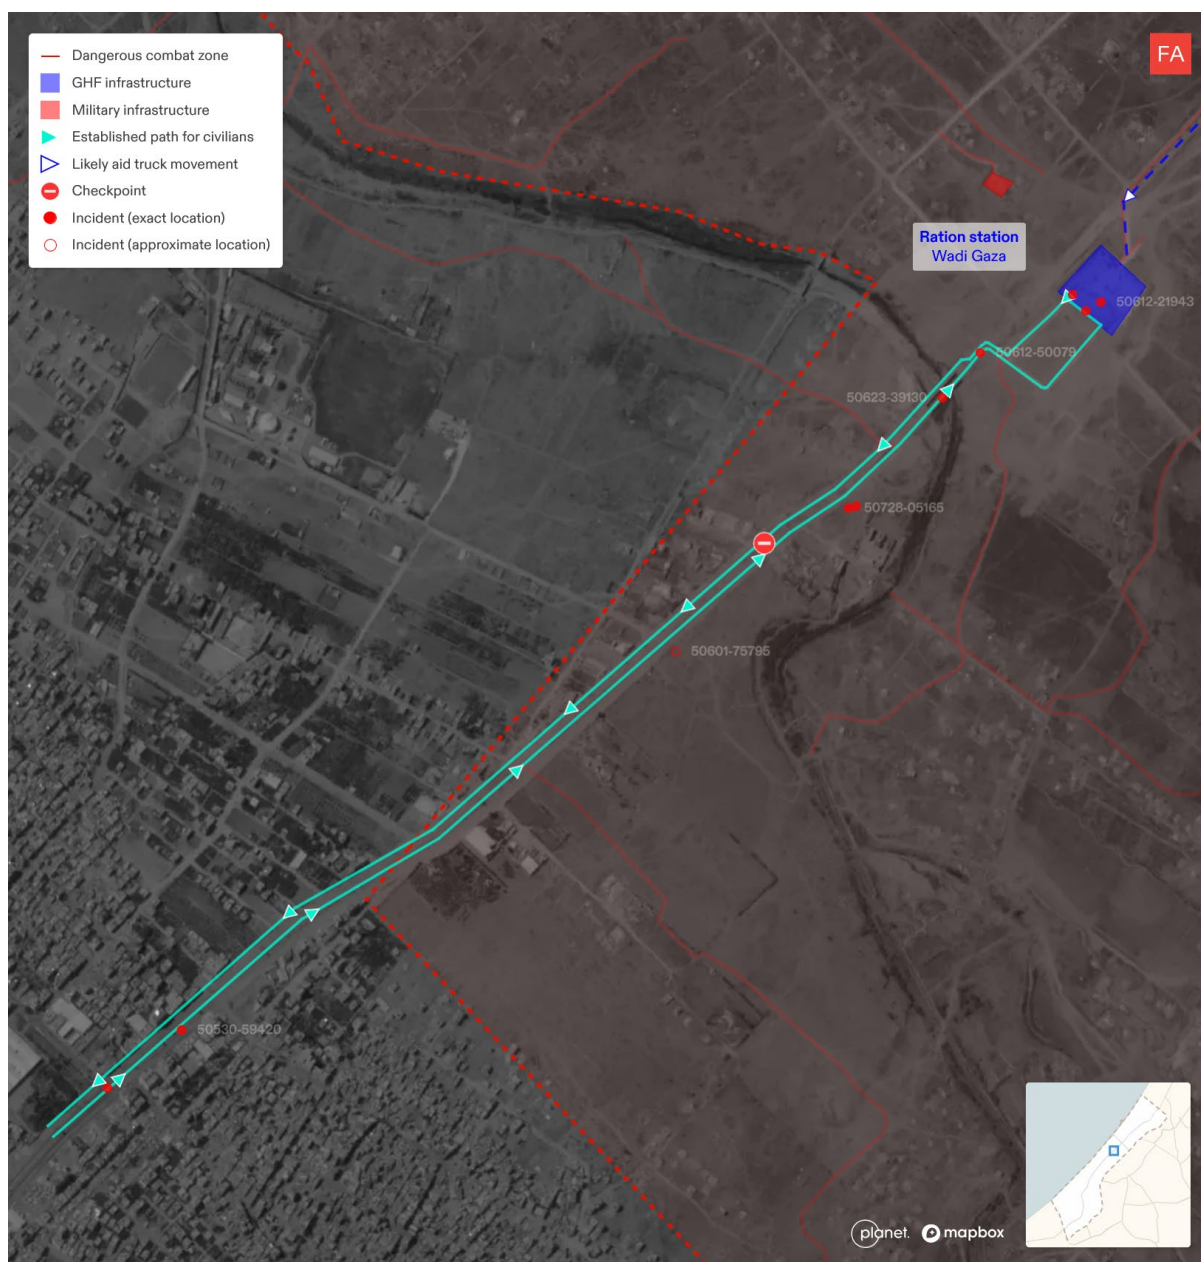 Dangerous combat zone
GHF infrastructure
Military infrastructure
Established path for civilians
Likely aid truck movement
Checkpoint
Incident (exact location)
Incident (approximate location)
FA
Ration station
Wadi Gaza
50612-21943
50612-50079
50623-39130
50728-05165
50601-75795
50530-59420
planet.
mapbox